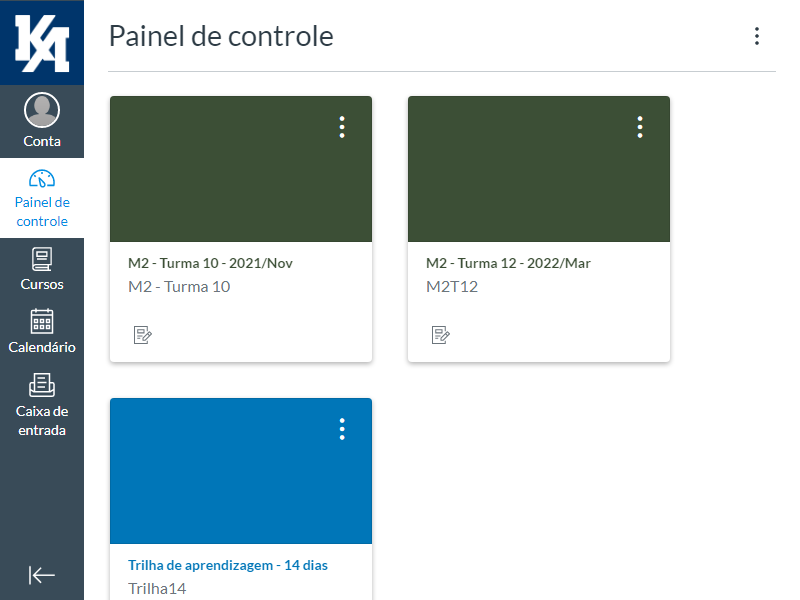 KA
Conta
Painel de
controle
Cursos
Calendário
Caixa de
entrada
Painel de controle
M2 - Turma 10 - 2021/Nov
M2 - Turma 10
M2 - Turma 12 - 2022/Mar
M2T12
Trilha de aprendizagem - 14 dias
Trilha14